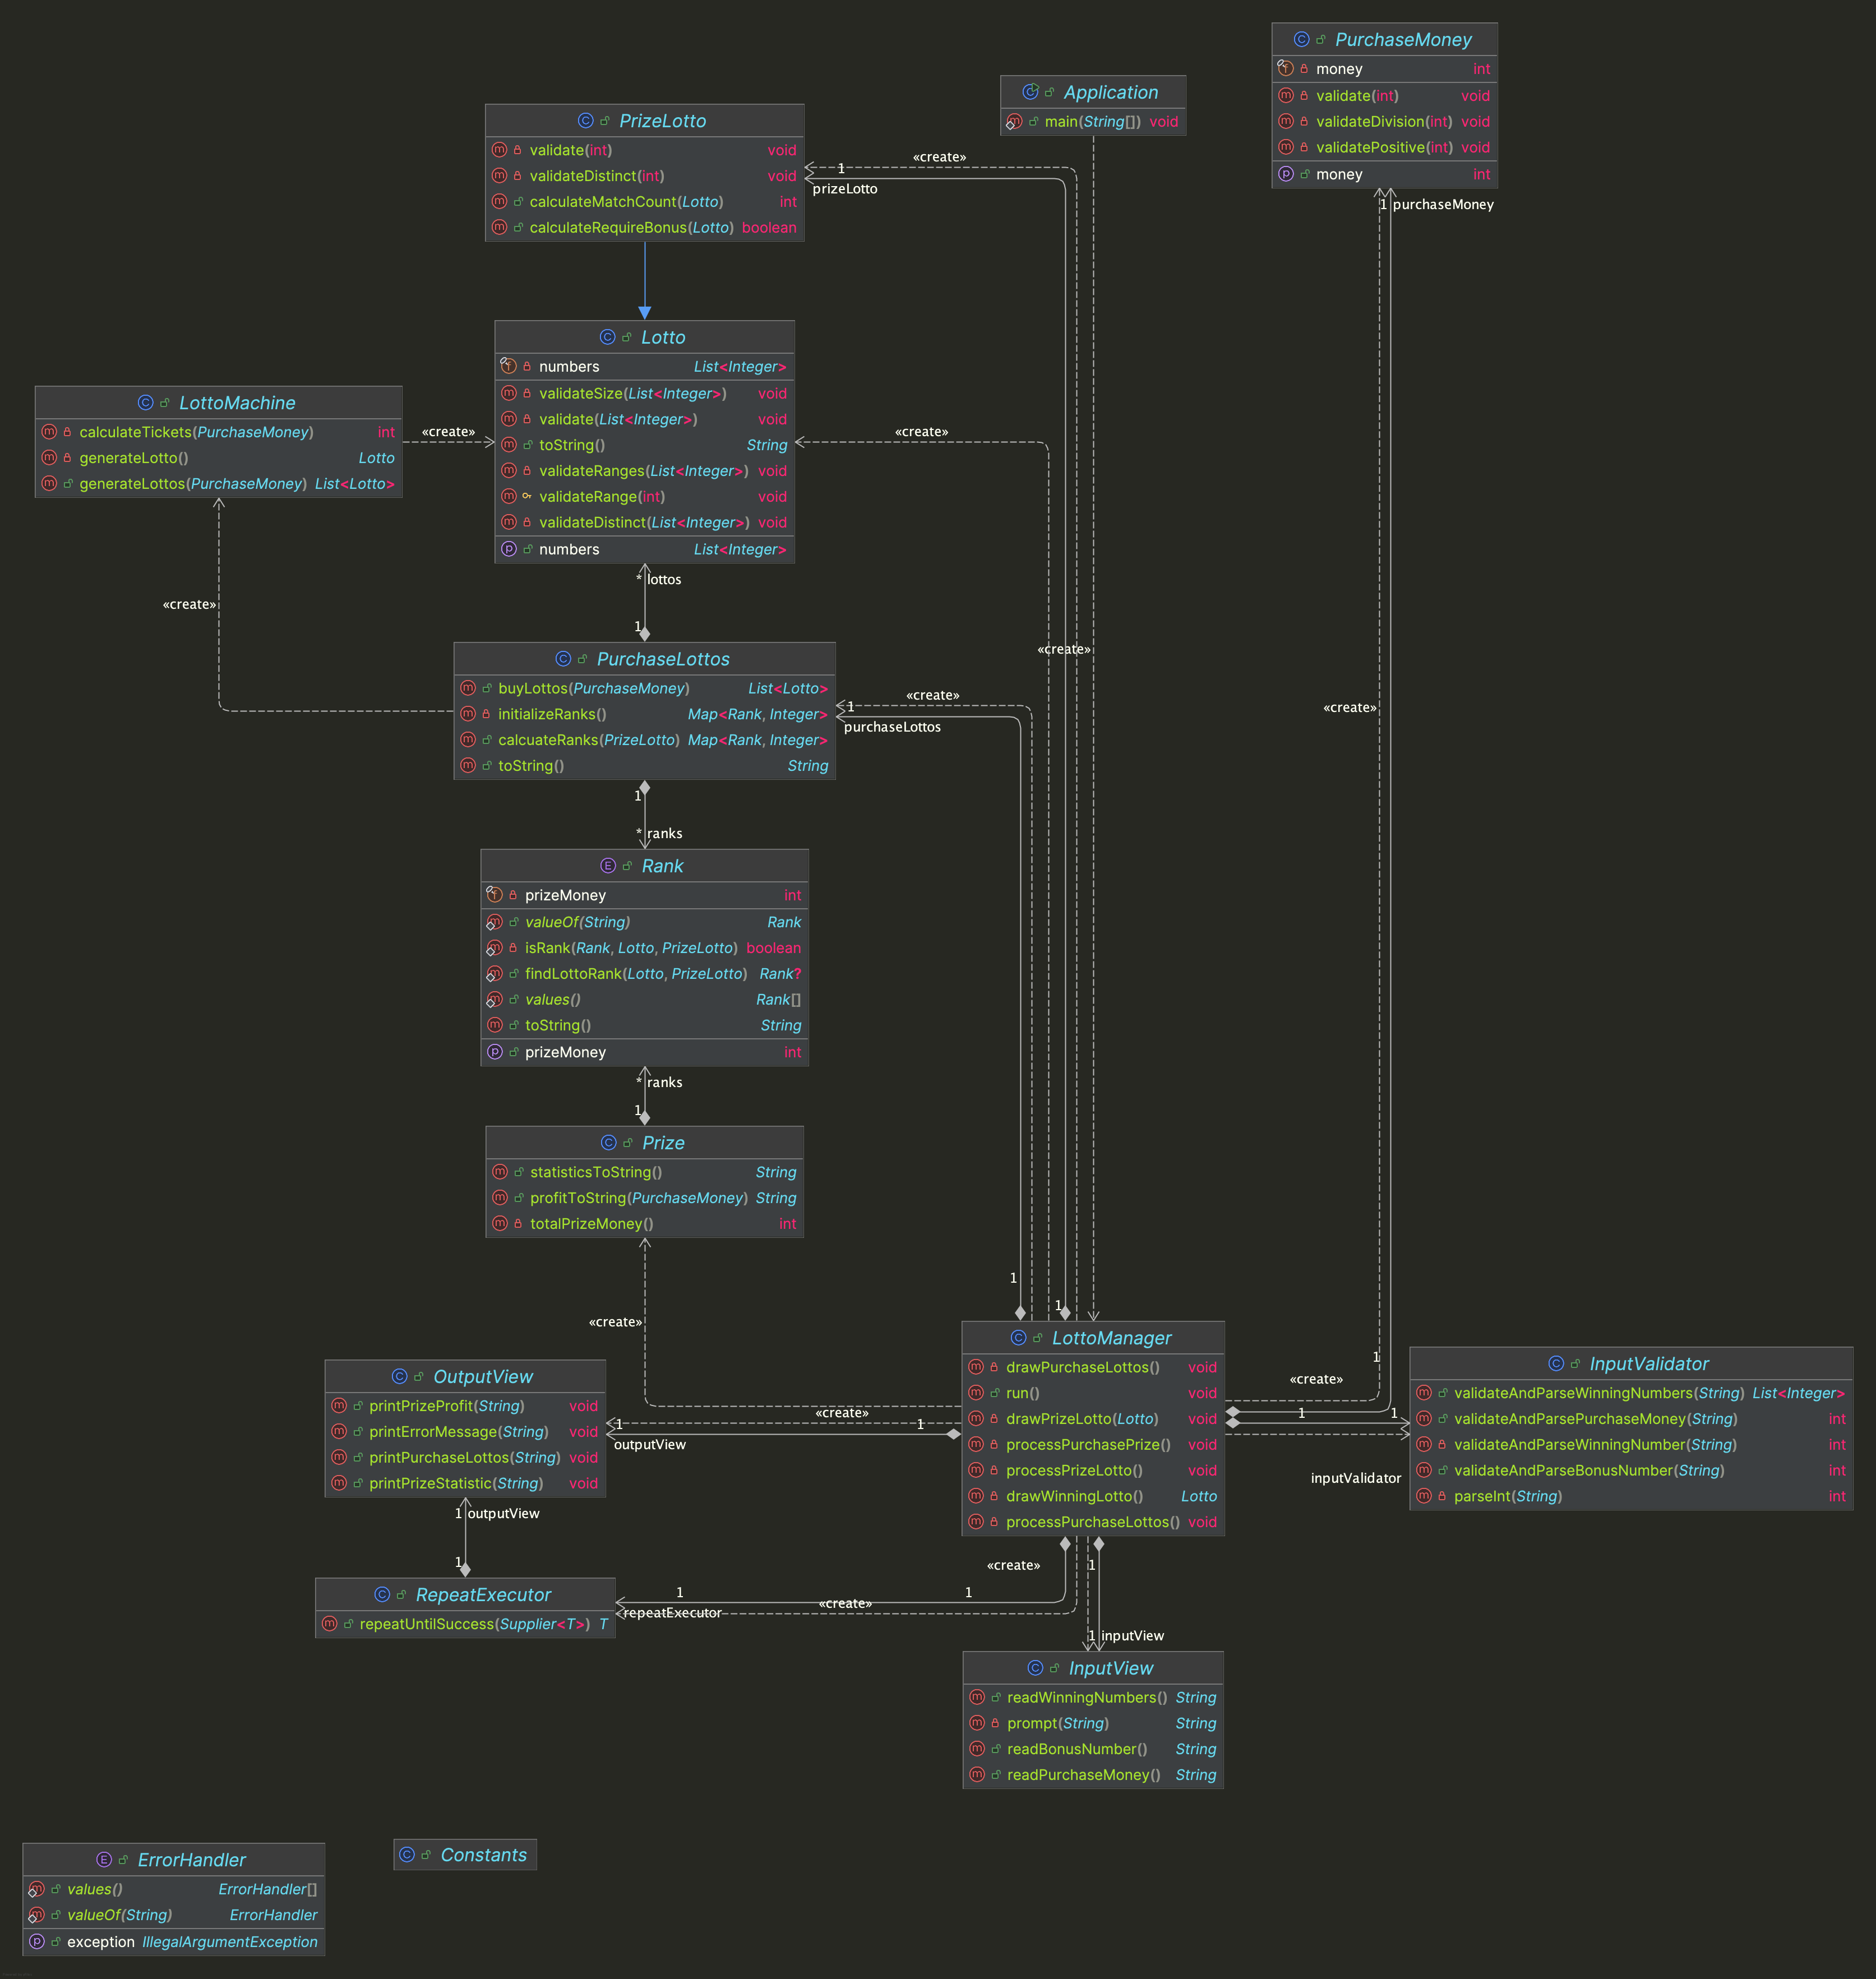 PurchaseMoney
money int
validate(int) void
validateDivision(int) void
validatePositive(int) void
money int
Application
main(String[]) void
PrizeLotto
validate(int) void
validateDistinct(int) void
calculateMatchCount(Lotto) int
calculateRequireBonus(Lotto) boolean
«create»
1
prizeLotto
1 purchaseMoney
Lotto
numbers List<Integer>
validateSize(List<Integer>) void
validate(List<Integer>) void
toString() String
validateRanges(List<Integer>) void
validateRange(int) void
validateDistinct(List<Integer>) void
numbers List<Integer>
LottoMachine
calculateTickets(PurchaseMoney) int
generateLotto() Lotto
generateLottos(PurchaseMoney) List<Lotto>
«create»
«create»
* lottos
«create»
1
«create»
PurchaseLottos
buyLottos(PurchaseMoney) List<Lotto>
initializeRanks() Map<Rank, Integer>
calcuateRanks(PrizeLotto) Map<Rank, Integer>
toString() String
«create»
1
purchaseLottos
«create»
1
* ranks
Rank
prizeMoney int
valueOf(String) Rank
isRank(Rank, Lotto, PrizeLotto) boolean
findLottoRank(Lotto, PrizeLotto) Rank?
values() Rank[]
toString() String
prizeMoney int
* ranks
1
Prize
statisticsToString() String
profitToString(PurchaseMoney) String
totalPrizeMoney() int
1
1
«create»
LottoManager
drawPurchaseLottos() void
run() void
drawPrizeLotto(Lotto) void
processPurchasePrize() void
processPrizeLotto() void
drawWinningLotto() Lotto
processPurchaseLottos() void
1
«create»
1
1
inputValidator
InputValidator
validateAndParseWinningNumbers(String) List<Integer>
validateAndParsePurchaseMoney(String) int
validateAndParseWinningNumber(String) int
validateAndParseBonusNumber(String) int
parseInt(String) int
OutputView
printPrizeProfit(String) void
printErrorMessage(String) void
printPurchaseLottos(String) void
printPrizeStatistic(String) void
«create»
1
1
outputView
1 outputView
1
RepeatExecutor
repeatUntilSuccess(Supplier<T>) T
«create»
1
1
1
«create»
repeatExecutor
1 inputView
InputView
readWinningNumbers() String
prompt(String) String
readBonusNumber() String
readPurchaseMoney() String
ErrorHandler
values() ErrorHandler[]
valueOf(String) ErrorHandler
exception IllegalArgumentException
Constants